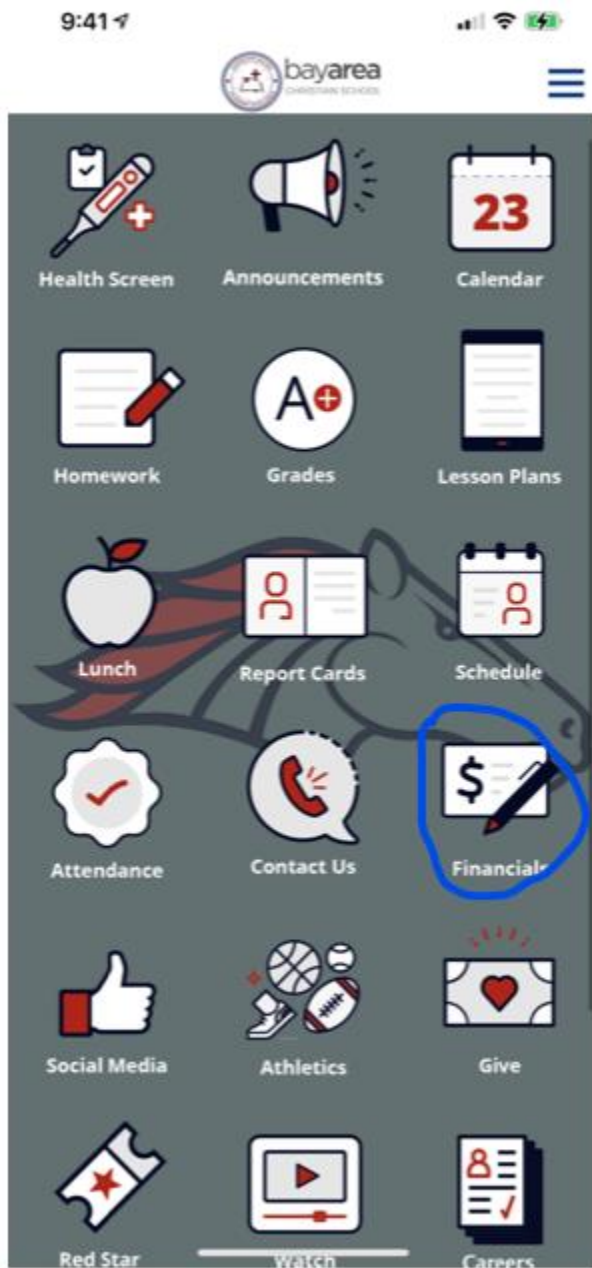 9:41
bayarea
CHRISTIAN SCHOOL
23
Health Screen
Announcements
Calendar
A+
Homework
Grades
Lesson Plans
Lunch
Report Cards
Schedule
$
Attendance
Contact Us
Financials
Social Media
Athletics
Give
Red Star
Watch
Careers